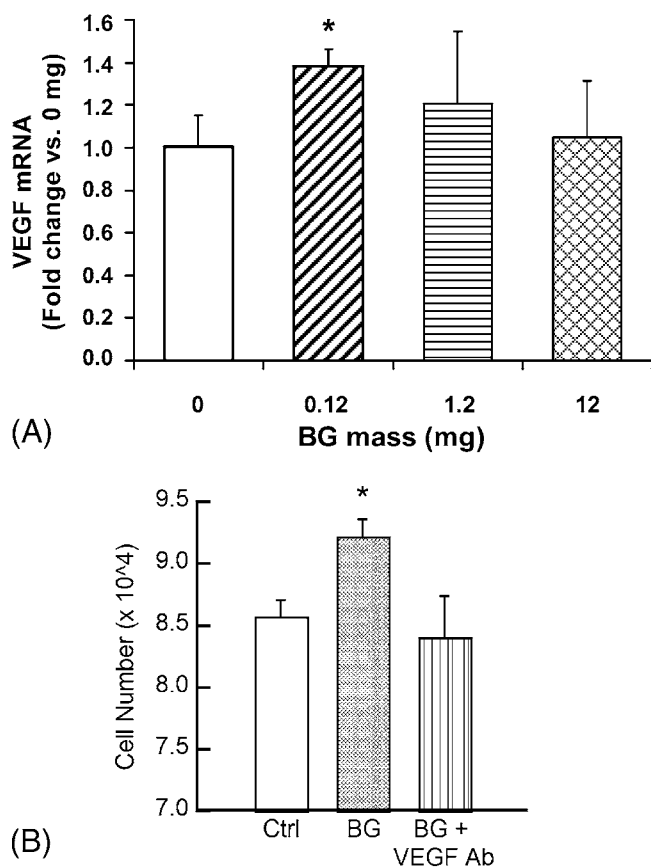 VEGF mRNA
(Fold change vs. 0 mg)
1.6
1.4
1.2
1.0
0.8
0.6
0.4
0.2
0.0
*
0 0.12 1.2 12
BG mass (mg)
(A)
Cell Number (x 10^4)
9.5
9.0
8.5
8.0
7.5
7.0
*
Ctrl BG BG +
VEGF Ab
(B)